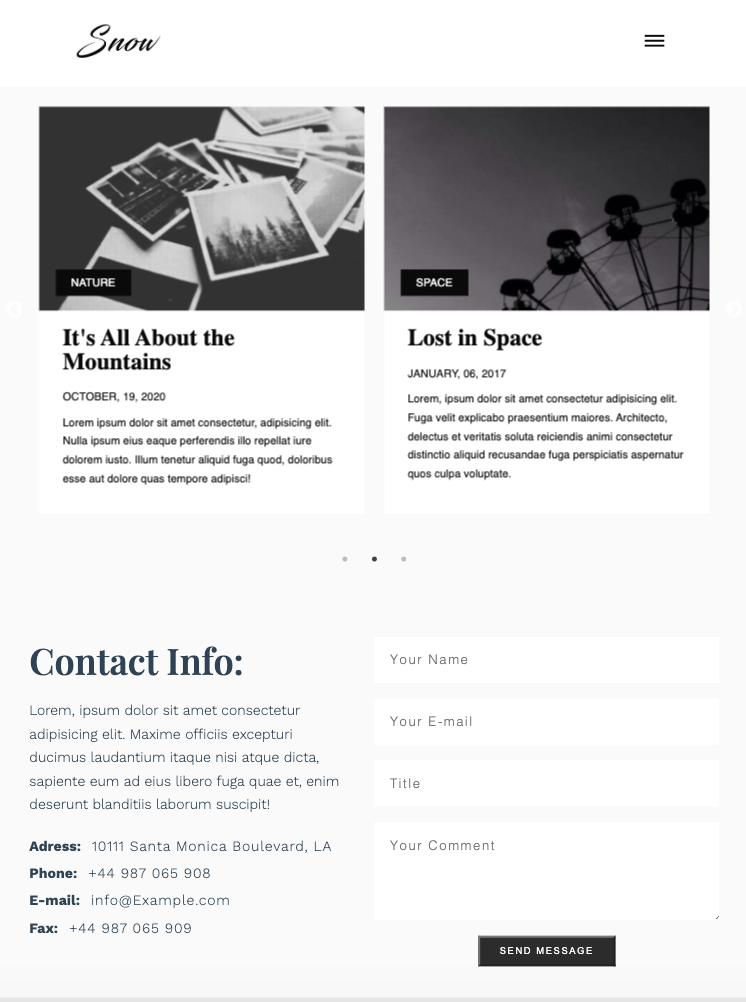 Snow
NATURE
It's All About the
Mountains
OCTOBER, 19, 2020
Lorem ipsum dolor sit amet consectetur, adipisicing elit.
Nulla ipsum eius eaque perferendis illo repellat iure
dolorem iusto. Illum tenetur aliquid fuga quod, doloribus
esse aut dolore quas tempore adipisci!
SPACE
Lost in Space
JANUARY, 06, 2017
Lorem, ipsum dolor sit amet consectetur adipisicing elit.
Fuga velit explicabo praesentium maiores. Architecto,
delectus et veritatis soluta reiciendis animi consectetur
distinctio aliquid recusandae fuga perspiciatis aspernatur
quos culpa voluptate.
Contact Info:
Lorem, ipsum dolor sit amet consectetur
adipisicing elit. Maxime officiis excepturi
ducimus laudantium itaque nisi atque dicta,
sapiente eum ad eius libero fuga quae et, enim
deserunt blanditiis laborum suscipit!
Adress: 10111 Santa Monica Boulevard, LA
Phone: +44 987 065 908
E-mail: info@Example.com
Fax: +44 987 065 909
Your Name
Your E-mail
Title
Your Comment
SEND MESSAGE